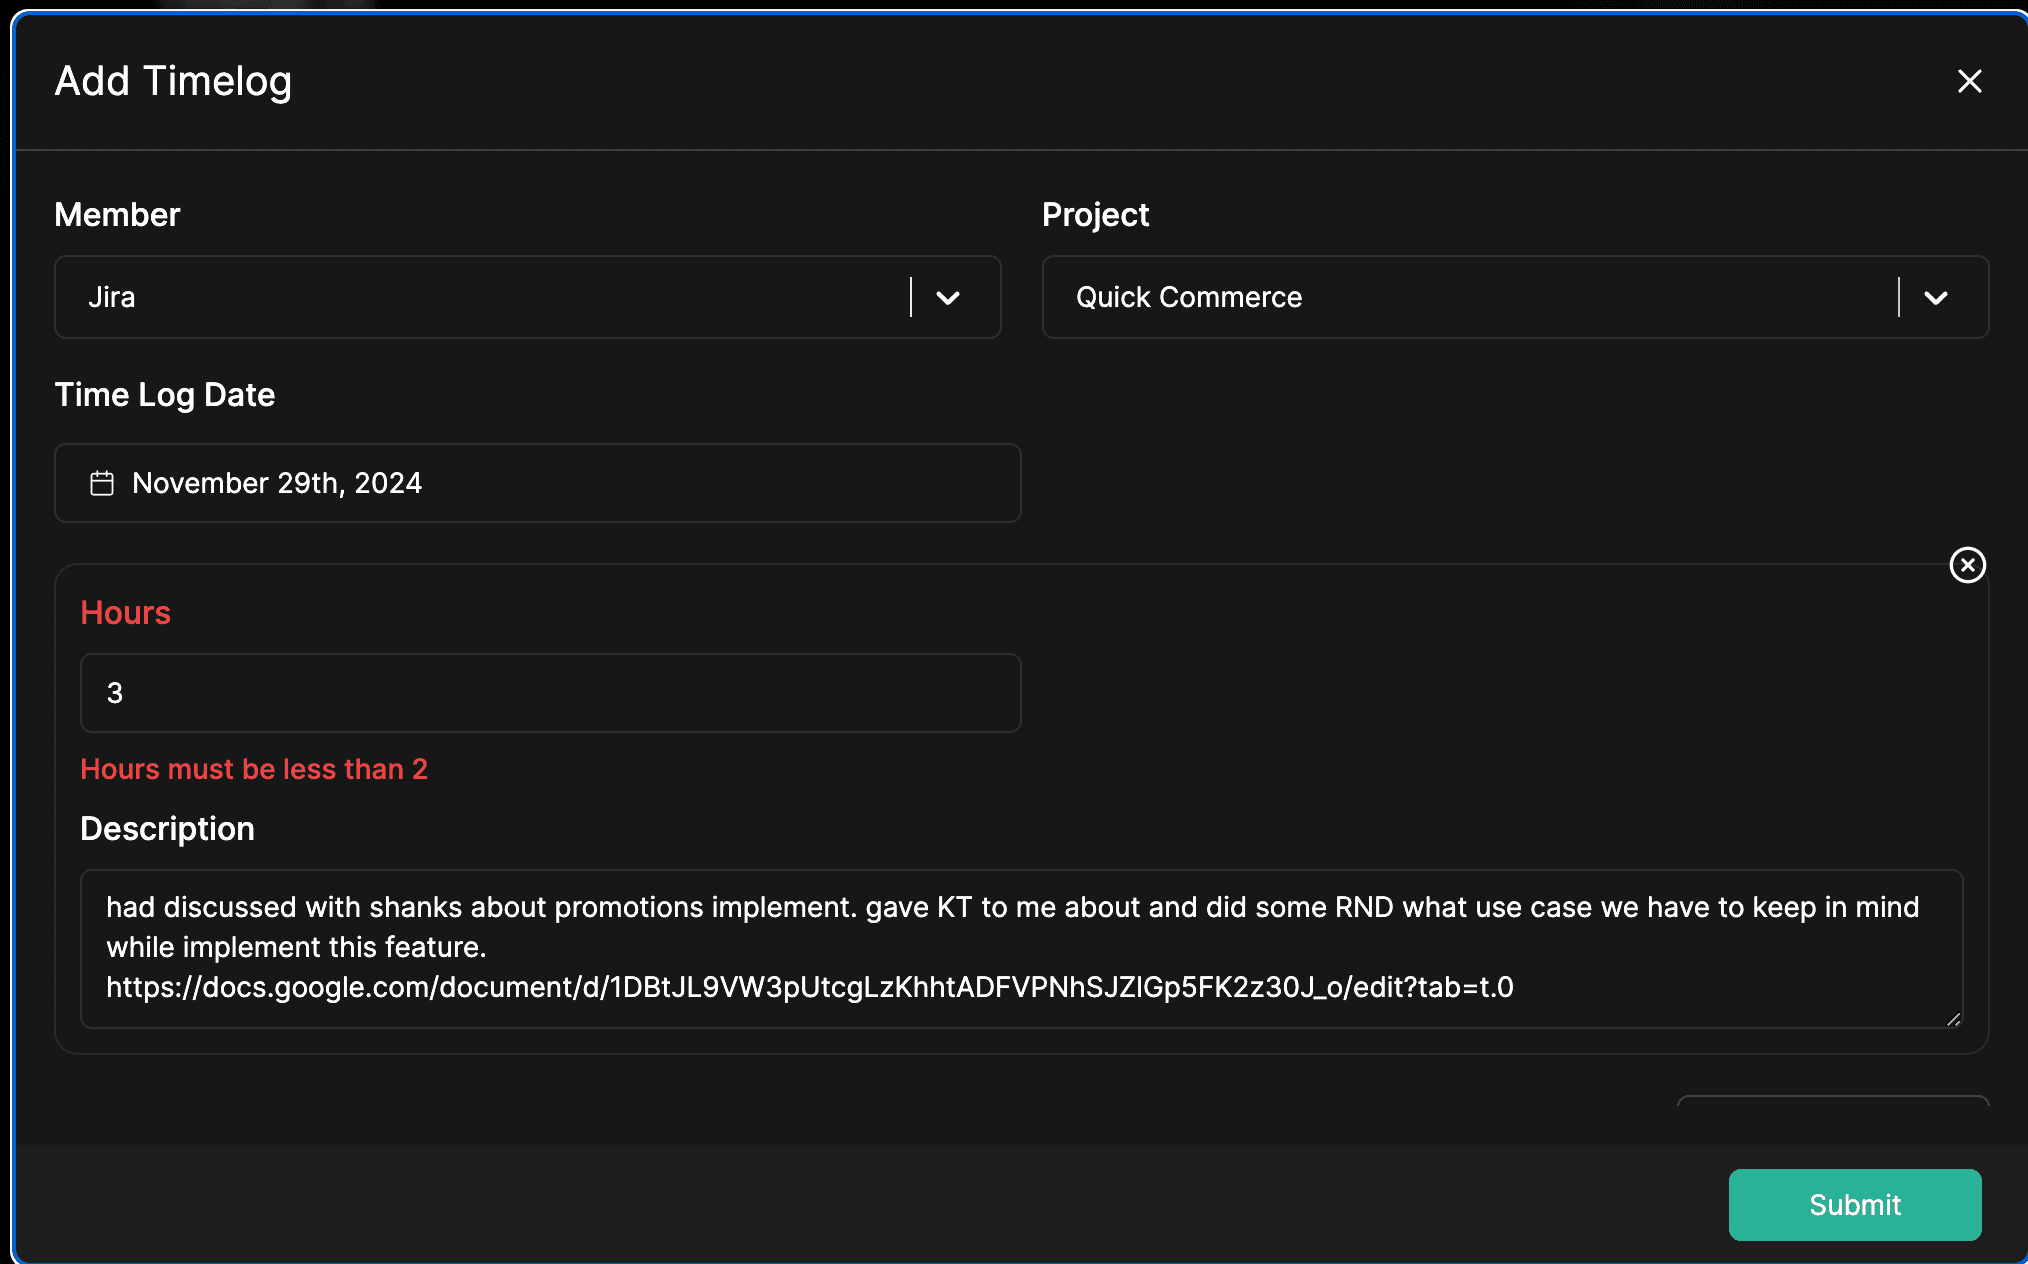 Add Timelog
Member
Project
Jira
Quick Commerce
Time Log Date
November 29th, 2024
Hours
3
Hours must be less than 2
Description
had discussed with shanks about promotions implement. gave KT to me about and did some RND what use case we have to keep in mind
while implement this feature.
https://docs.google.com/document/d/1DBtJL9VW3pUtcgLzKhhtADFVPNhSJZlGp5FK2z30J_o/edit?tab=t.0
Submit